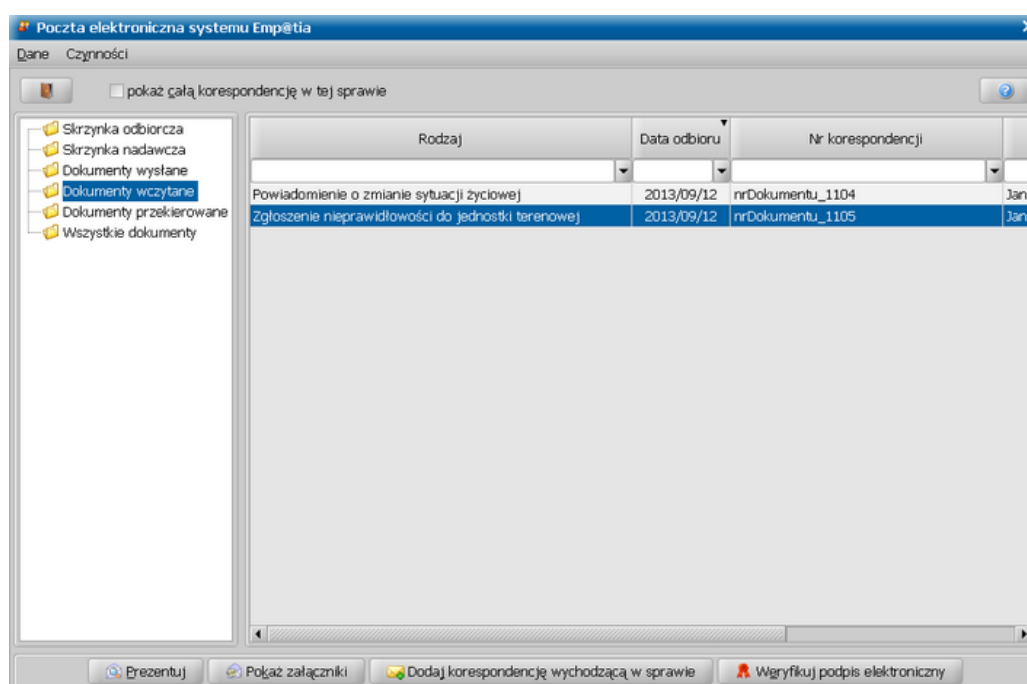 Poczta elektroniczna systemu Emp@tia
Dane Czynności
pokaż całą korespondencję w tej sprawie
Skrzynka odbiorcza
Skrzynka nadawcza
Dokumenty wysłane
Dokumenty wczytane
Dokumenty przekierowane
Wszystkie dokumenty
Rodzaj Data odbioru Nr korespondencji
Powiadomienie o zmianie sytuacji życiowej 2013/09/12 nrDokumentu_1104 Jan
Zgłoszenie nieprawidłowości do jednostki terenowej 2013/09/12 nrDokumentu_1105 Jan
Prezentuj Pokaż załączniki Dodaj korespondencję wychodzącą w sprawie Weryfikuj podpis elektroniczny